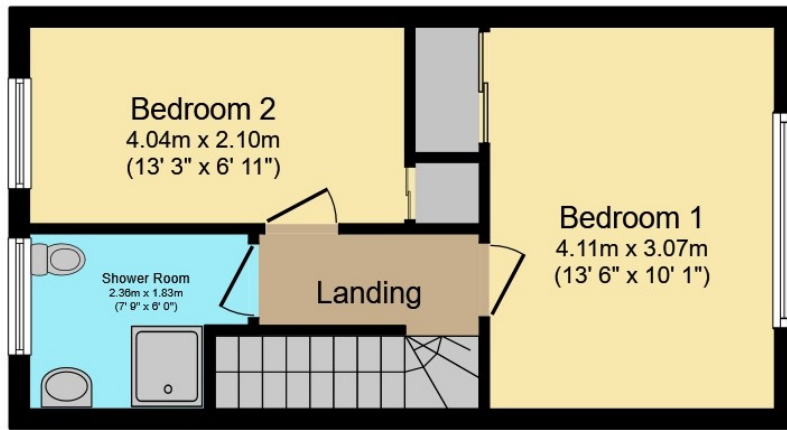 Bedroom 2
4.04m x 2.10m
(13' 3" x 6' 11")
Bedroom 1
4.11m x 3.07m
(13' 6" x 10' 1")
Shower Room
2.36m x 1.83m
(7' 9" x 6' 0")
Landing